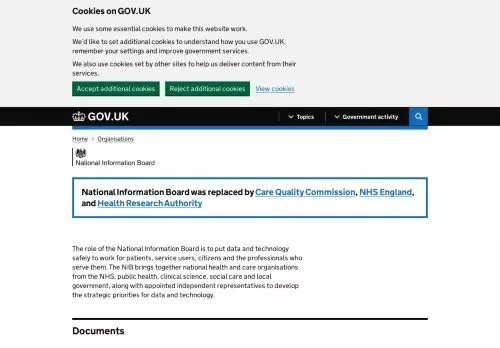 Cookies on GOV.UK
We use some essential cookies to make this website work.
We'd like to set additional cookies to understand how you use GOV.UK,
remember your settings and improve government services.
We also use cookies set by other sites to help us deliver content from their
services.
Accept additional cookies Reject additional cookies View cookies
GOV.UK Topics Government activity
Home Organisations
National Information Board
National Information Board was replaced by Care Quality Commission, NHS England,
and Health Research Authority
The role of the National Information Board is to put data and technology
safely to work for patients, service users, citizens and the professionals who
serve them. The NIB brings together national health and care organisations
from the NHS, public health, clinical science, social care and local
government, along with appointed independent representatives to develop
the strategic priorities for data and technology.
Documents